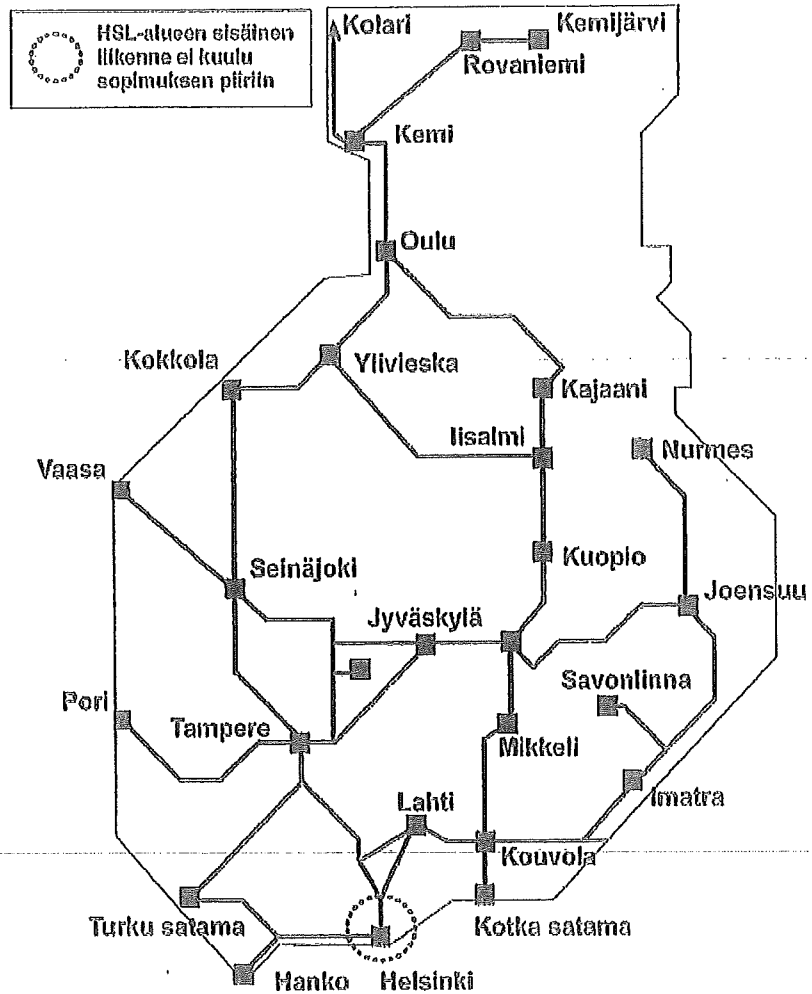 HSL-alueen sisäinen
liikenne ei kuulu
sopimuksen piiriin
Kolari
Kemijärvi
Rovaniemi
Kemi
Oulu
Kokkola
Ylivieska
Kajaani
Iisalmi
Nurmes
Vaasa
Kuopio
Seinäjoki
Joensuu
Jyväskylä
Savonlinna
Pori
Tampere
Mikkeli
Imatra
Lahti
Kouvola
Turku satama
Kotka satama
Hanko
Helsinki